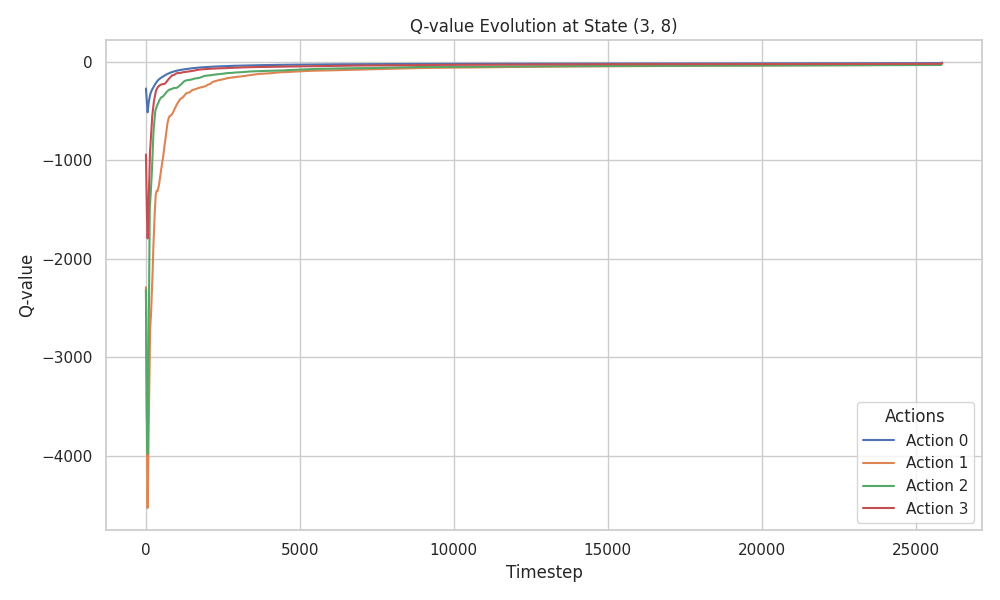 Q-value Evolution at State (3, 8)
Q-value
0
−1000
−2000
−3000
−4000
Actions
Action 0
Action 1
Action 2
Action 3
0
5000
10000
15000
20000
25000
Timestep